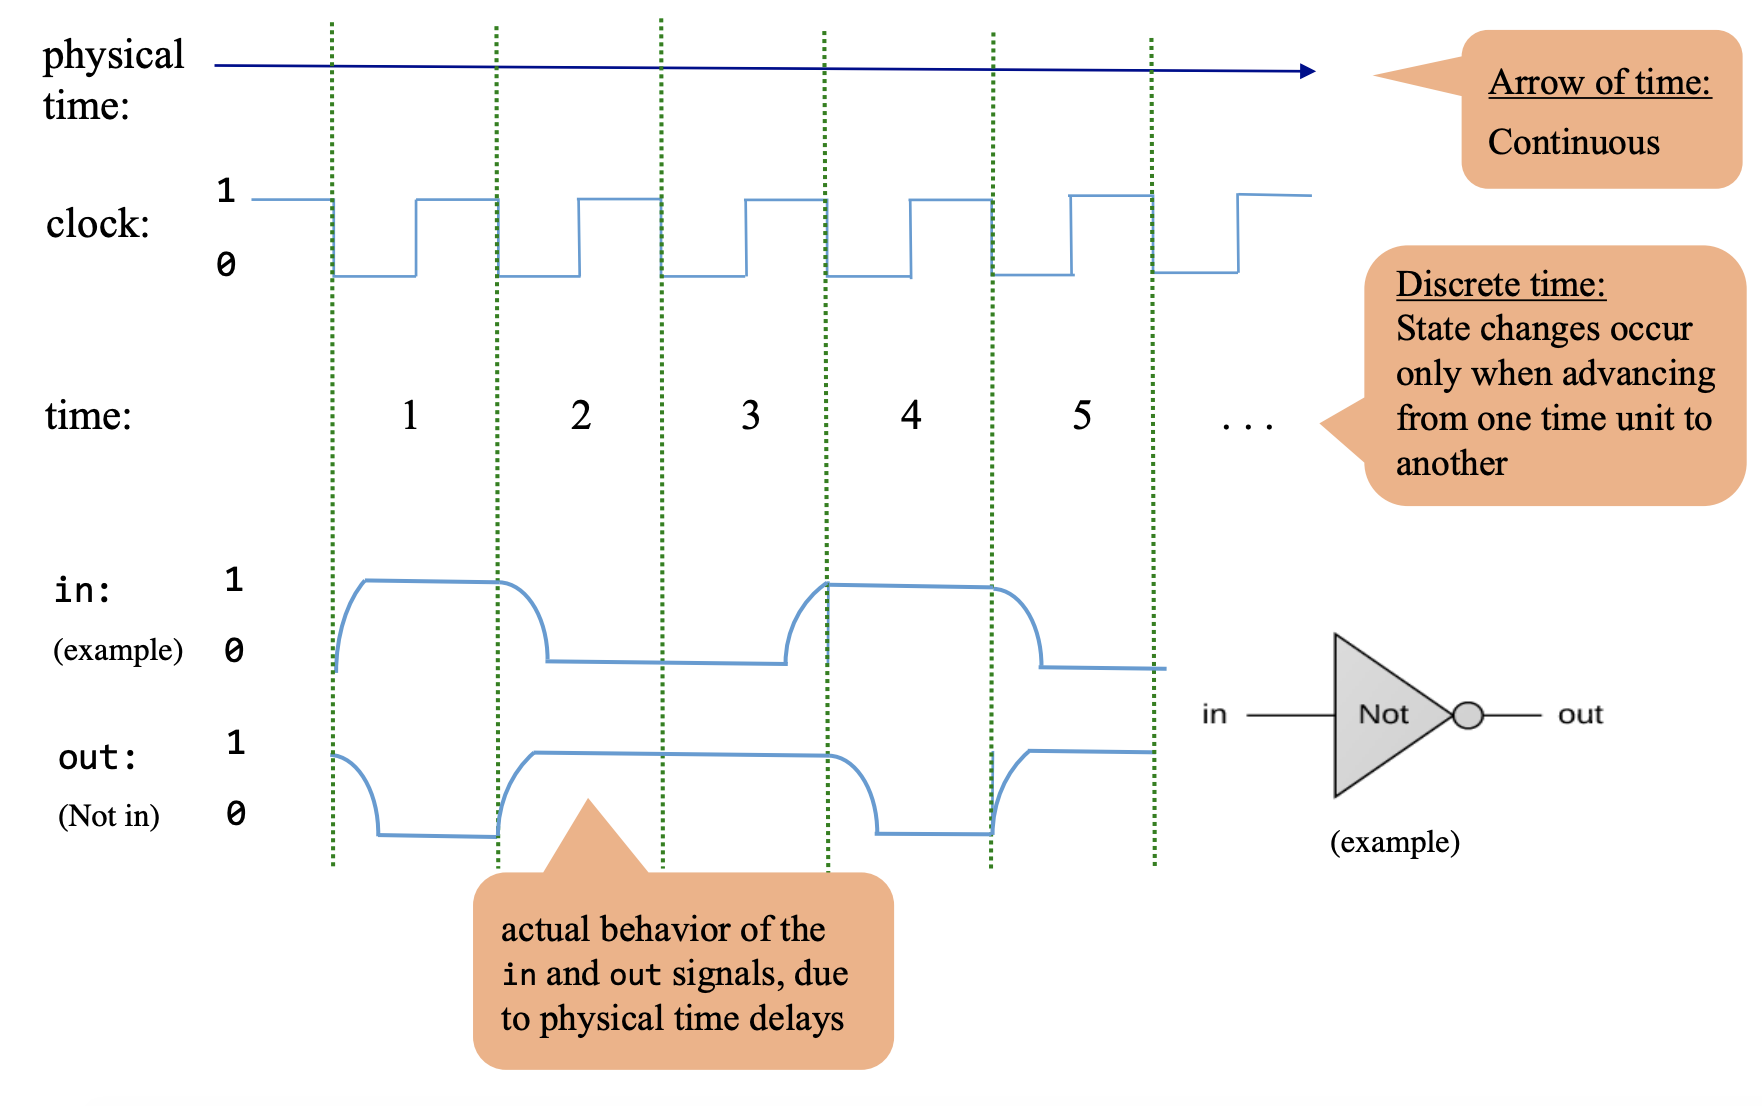 physical
time:
Arrow of time:
Continuous
clock:
1
0
Discrete time:
State changes occur
only when advancing
from one time unit to
another
time:
1 2 3 4 5 ...
in:
(example)
1
0
out:
(Not in)
1
0
in Not out
(example)
actual behavior of the
in and out signals, due
to physical time delays